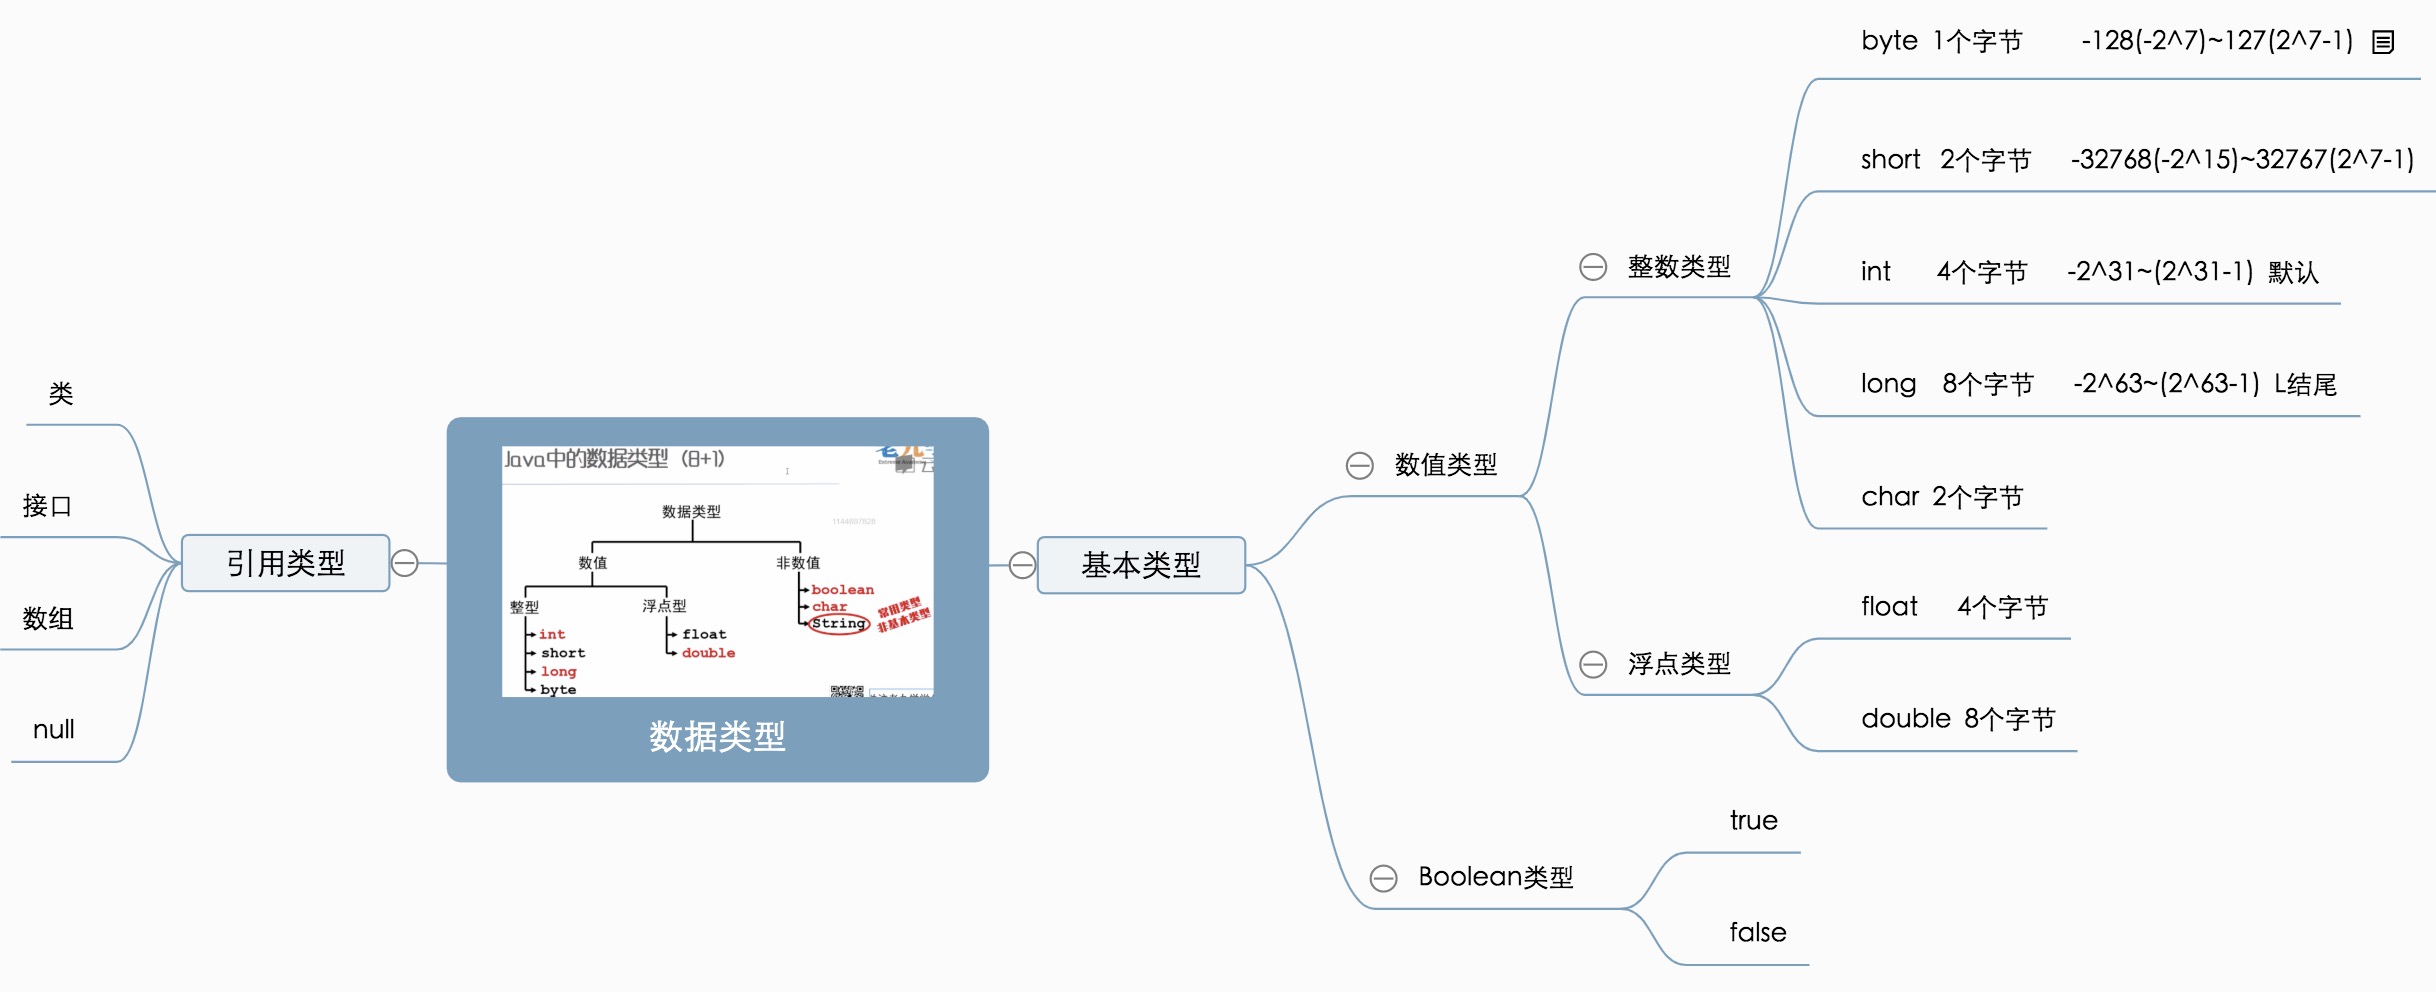 类
接口
数组
null
引用类型
Java中的数据类型（8+1）
1144897828
数据类型
数值
非数值
整型
浮点型
int
short
long
byte
float
double
boolean
char
String
常用类型
非基本类型
数据类型
基本类型
数值类型
整数类型
byte 1个字节 -128(-2^7)~127(2^7-1)
short 2个字节 -32768(-2^15)~32767(2^7-1)
int 4个字节 -2^31~(2^31-1) 默认
long 8个字节 -2^63~(2^63-1) L结尾
char 2个字节
浮点类型
float 4个字节
double 8个字节
Boolean类型
true
false